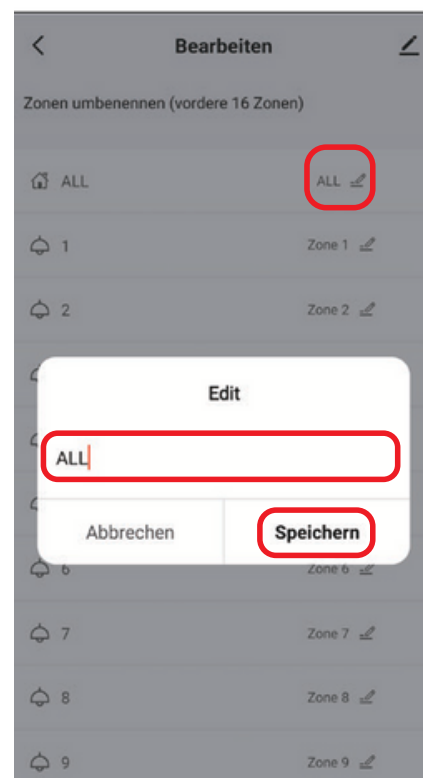 Bearbeiten
Zonen umbenennen (vordere 16 Zonen)
ALL ALL
1 Zone 1
2 Zone 2
Edit
ALL
Abbrechen Speichern
6 Zone 6
7 Zone 7
8 Zone 8
9 Zone 9